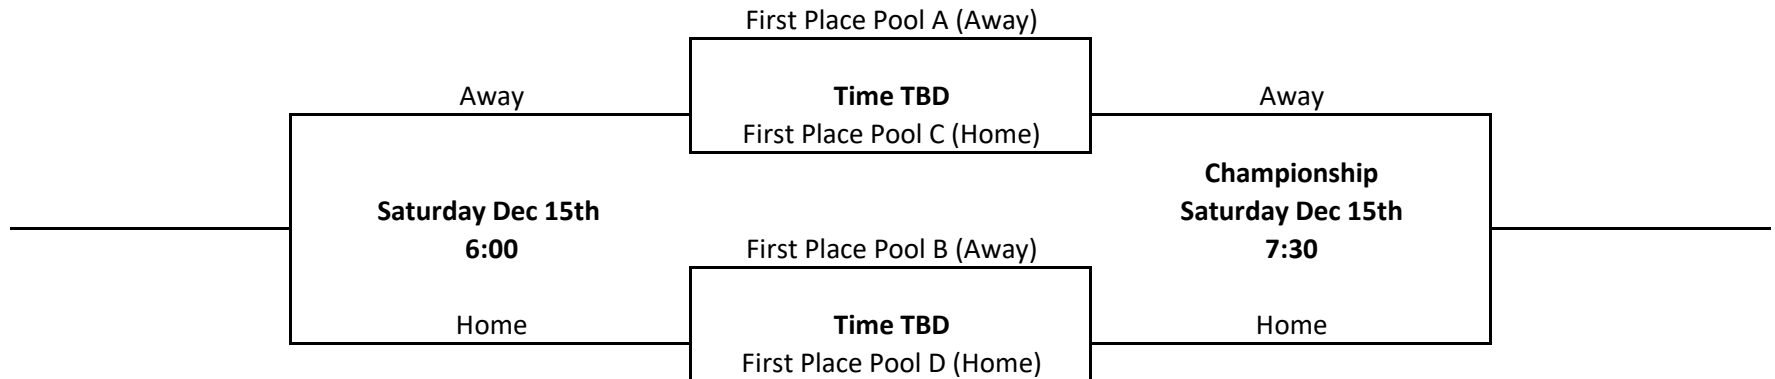 First Place Pool A (Away)
Away
Time TBD
Away
First Place Pool C (Home)
Championship
Saturday Dec 15th
Saturday Dec 15th
6:00
First Place Pool B (Away)
7:30
Home
Time TBD
Home
First Place Pool D (Home)